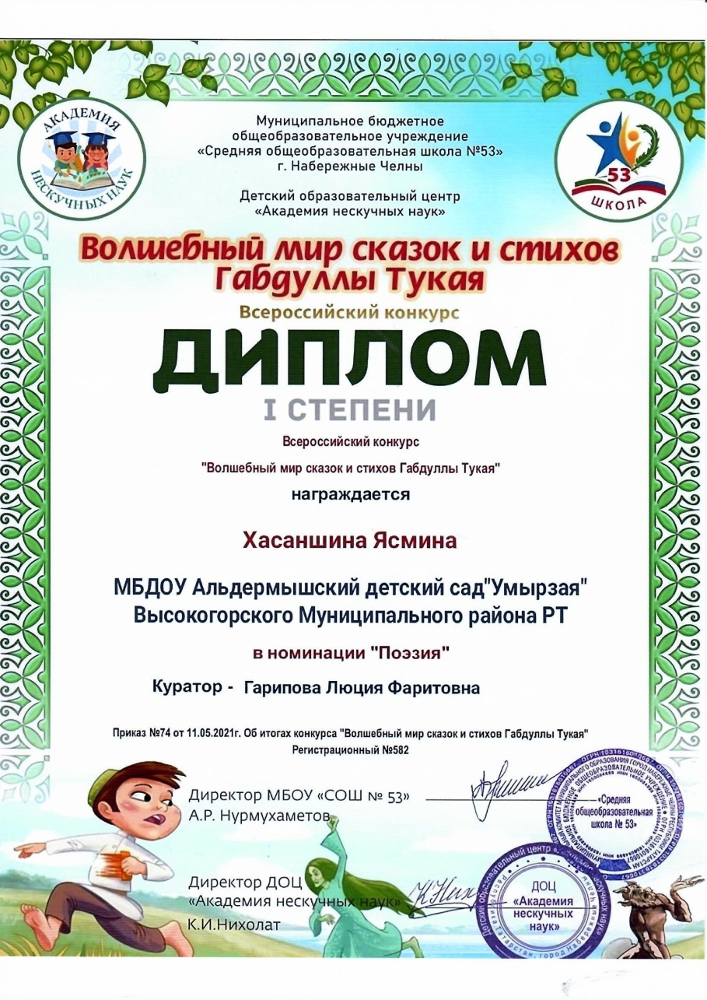 АКАДЕМИЯ
НЕСКУЧНЫХ НАУК
Муниципальное бюджетное
общеобразовательное учреждение
«Средняя общеобразовательная школа №53»
г. Набережные Челны
53
ШКОЛА
Детский образовательный центр
«Академия нескучных наук»
Волшебный мир сказок и стихов
Габдуллы Тукая
Всероссийский конкурс
ДИПЛОМ
I СТЕПЕНИ
Всероссийский конкурс
"Волшебный мир сказок и стихов Габдуллы Тукая"
награждается
Хасаншина Ясмина
МБДОУ Альдермышский детский сад"Умырзая"
Высокогорского Муниципального района РТ
в номинации "Поэзия"
Куратор - Гарипова Люция Фаритовна
Приказ №74 от 11.05.2021г. Об итогах конкурса "Волшебный мир сказок и стихов Габдуллы Тукая"
Регистрационный №582
Директор МБОУ «СОШ № 53»
А.Р. Нурмухаметов
«Средняя
общеобразовательная
школа № 53»
Директор ДОЦ
«Академия нескучных наук»
К.И.Нихолат
ДОЦ
«Академия
нескучных
наук»